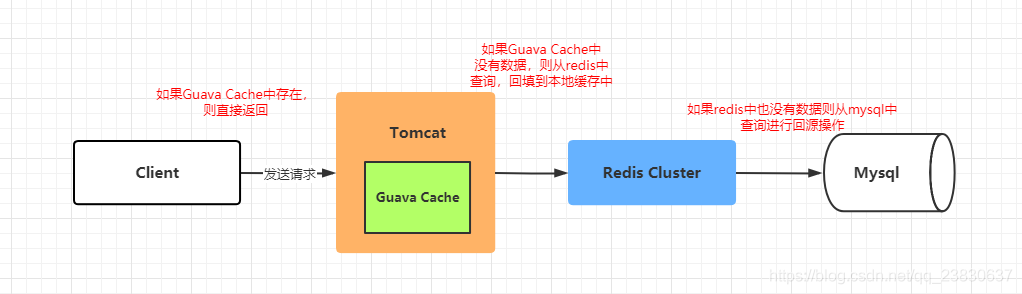 如果Guava Cache中
没有数据，则从redis中
查询，回填到本地缓存中
如果Guava Cache中存在，
则直接返回
如果redis中也没有数据则从mysql中
查询进行回源操作
Tomcat
Client
发送请求
Guava Cache
Redis Cluster
Mysql
https://blog.csdn.net/qq_23830637